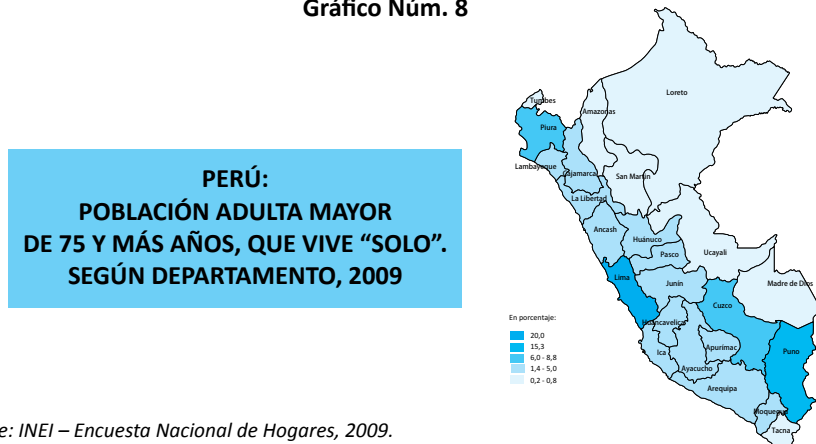 Gráfico Núm. 8
PERÚ:
POBLACIÓN ADULTA MAYOR
DE 75 Y MÁS AÑOS, QUE VIVE “SOLO”.
SEGÚN DEPARTAMENTO, 2009
Loreto
Tumbes
Amazonas
Piura
Lambayeque
Cajamarca
San Martín
La Libertad
Ancash
Huánuco
Pasco
Ucayali
Lima
Junín
Madre de Dios
Cuzco
Huancavelica
Ica
Apurímac
Puno
Ayacucho
Arequipa
Moquegua
Tacna
En porcentaje:
20,0
15,3
6,0 - 8,8
1,4 - 5,0
0,2 - 0,8
e: INEI – Encuesta Nacional de Hogares, 2009.